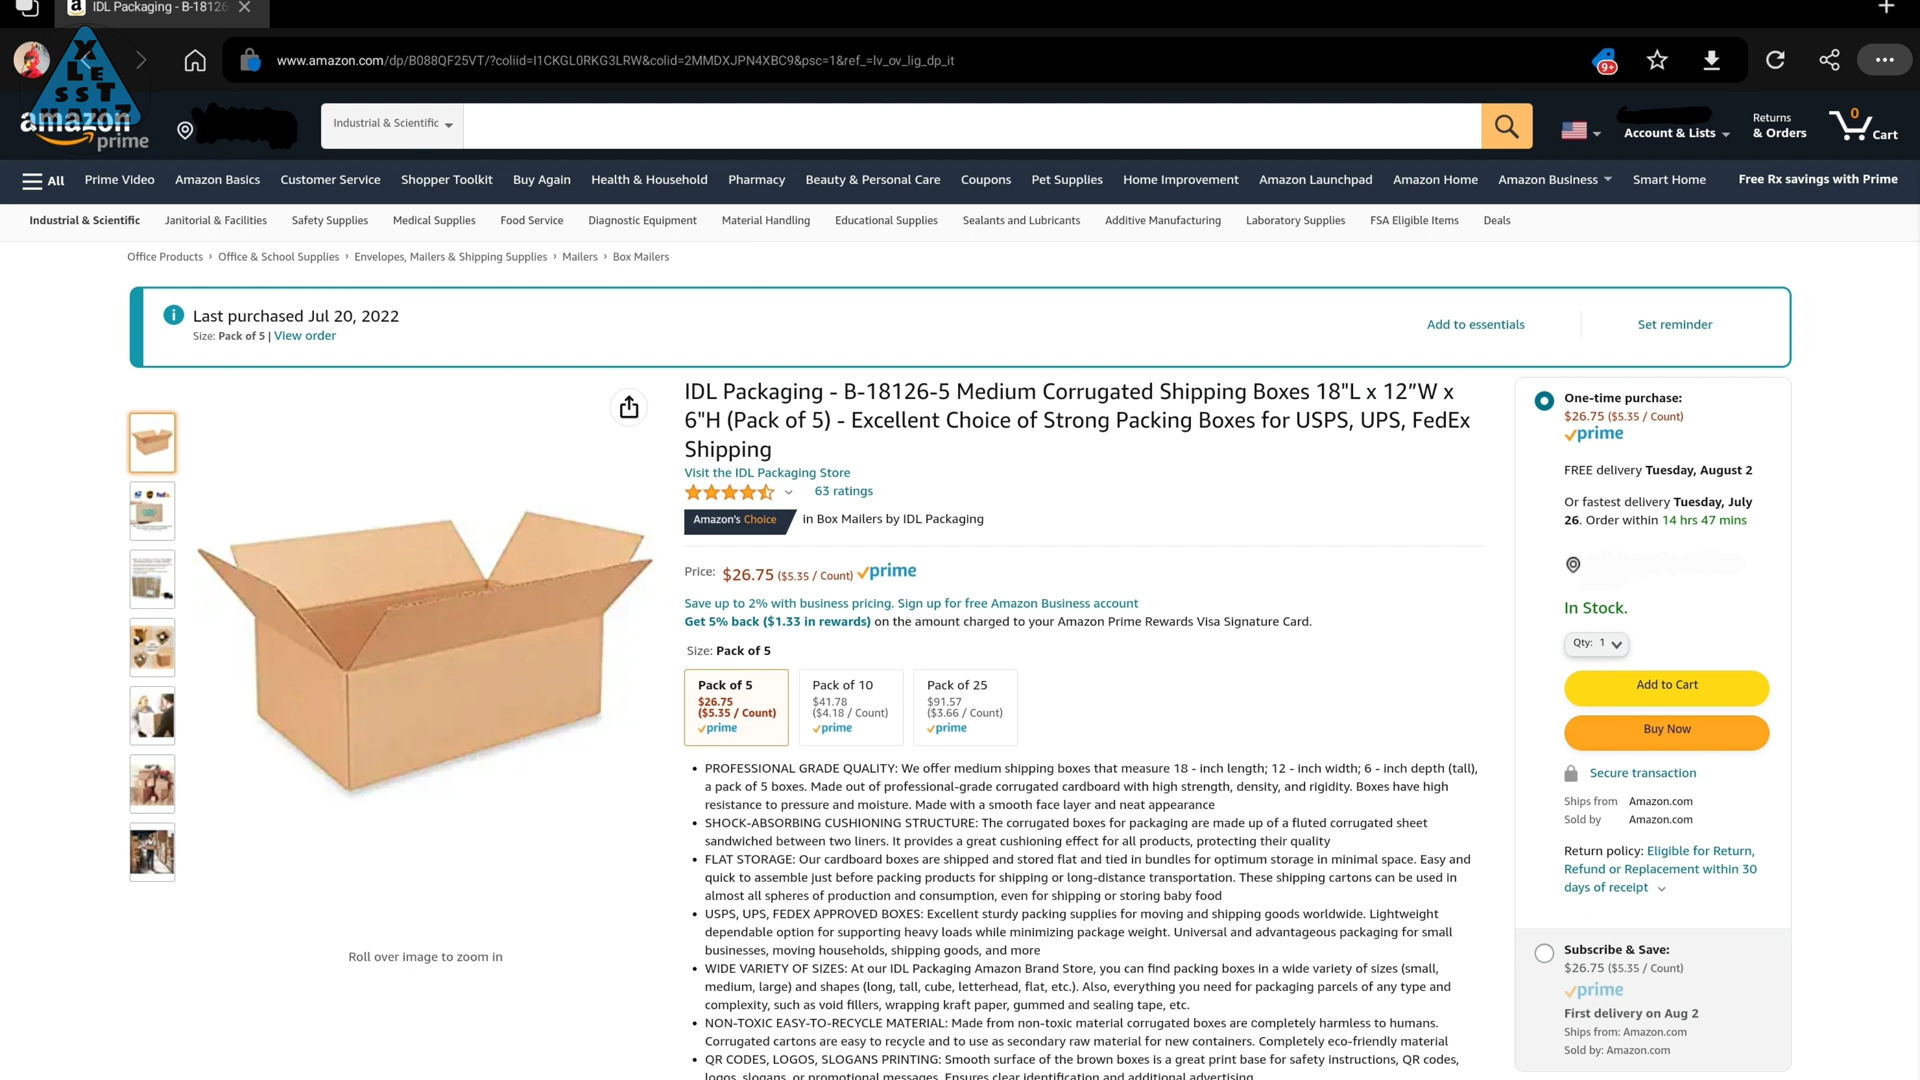 IDL Packaging - B-18126
www.amazon.com/dp/B088QF25VT/?coliid=I1CKGL0RKG3LRW&colid=2MMDXJPN4XBC9&psc=1&ref_=lv_ov_lig_dp_it
9+
X
LE
SST
amazon
prime
Industrial & Scientific
Account & Lists
Returns
& Orders
0
Cart
All
Prime Video
Amazon Basics
Customer Service
Shopper Toolkit
Buy Again
Health & Household
Pharmacy
Beauty & Personal Care
Coupons
Pet Supplies
Home Improvement
Amazon Launchpad
Amazon Home
Amazon Business
Smart Home
Free Rx savings with Prime
Industrial & Scientific
Janitorial & Facilities
Safety Supplies
Medical Supplies
Food Service
Diagnostic Equipment
Material Handling
Educational Supplies
Sealants and Lubricants
Additive Manufacturing
Laboratory Supplies
FSA Eligible Items
Deals
Office Products › Office & School Supplies › Envelopes, Mailers & Shipping Supplies › Mailers › Box Mailers
Last purchased Jul 20, 2022
Size: Pack of 5 | View order
Add to essentials
Set reminder
IDL Packaging - B-18126-5 Medium Corrugated Shipping Boxes 18"L x 12″W x
6"H (Pack of 5) - Excellent Choice of Strong Packing Boxes for USPS, UPS, FedEx
Shipping
Visit the IDL Packaging Store
63 ratings
Amazon's Choice in Box Mailers by IDL Packaging
Price: $26.75 ($5.35 / Count) prime
Save up to 2% with business pricing. Sign up for free Amazon Business account
Get 5% back ($1.33 in rewards) on the amount charged to your Amazon Prime Rewards Visa Signature Card.
Size: Pack of 5
Pack of 5
$26.75
($5.35 / Count)
prime
Pack of 10
$41.78
($4.18 / Count)
prime
Pack of 25
$91.57
($3.66 / Count)
prime
• PROFESSIONAL GRADE QUALITY: We offer medium shipping boxes that measure 18 - inch length; 12 - inch width; 6 - inch depth (tall),
a pack of 5 boxes. Made out of professional-grade corrugated cardboard with high strength, density, and rigidity. Boxes have high
resistance to pressure and moisture. Made with a smooth face layer and neat appearance
• SHOCK-ABSORBING CUSHIONING STRUCTURE: The corrugated boxes for packaging are made up of a fluted corrugated sheet
sandwiched between two liners. It provides a great cushioning effect for all products, protecting their quality
• FLAT STORAGE: Our cardboard boxes are shipped and stored flat and tied in bundles for optimum storage in minimal space. Easy and
quick to assemble just before packing products for shipping or long-distance transportation. These shipping cartons can be used in
almost all spheres of production and consumption, even for shipping or storing baby food
• USPS, UPS, FEDEX APPROVED BOXES: Excellent sturdy packing supplies for moving and shipping goods worldwide. Lightweight
dependable option for supporting heavy loads while minimizing package weight. Universal and advantageous packaging for small
businesses, moving households, shipping goods, and more
• WIDE VARIETY OF SIZES: At our IDL Packaging Amazon Brand Store, you can find packing boxes in a wide variety of sizes (small,
medium, large) and shapes (long, tall, cube, letterhead, flat, etc.). Also, everything you need for packaging parcels of any type and
complexity, such as void fillers, wrapping kraft paper, gummed and sealing tape, etc.
• NON-TOXIC EASY-TO-RECYCLE MATERIAL: Made from non-toxic material corrugated boxes are completely harmless to humans.
Corrugated cartons are easy to recycle and to use as secondary raw material for new containers. Completely eco-friendly material
• QR CODES, LOGOS, SLOGANS PRINTING: Smooth surface of the brown boxes is a great print base for safety instructions, QR codes,
logos, slogans, or promotional messages. Ensures clear identification and additional advertising
Roll over image to zoom in
One-time purchase:
$26.75 ($5.35 / Count)
prime
FREE delivery Tuesday, August 2
Or fastest delivery Tuesday, July
26. Order within 14 hrs 47 mins
In Stock.
Qty: 1
Add to Cart
Buy Now
Secure transaction
Ships from Amazon.com
Sold by Amazon.com
Return policy: Eligible for Return,
Refund or Replacement within 30
days of receipt
Subscribe & Save:
$26.75 ($5.35 / Count)
prime
First delivery on Aug 2
Ships from: Amazon.com
Sold by: Amazon.com